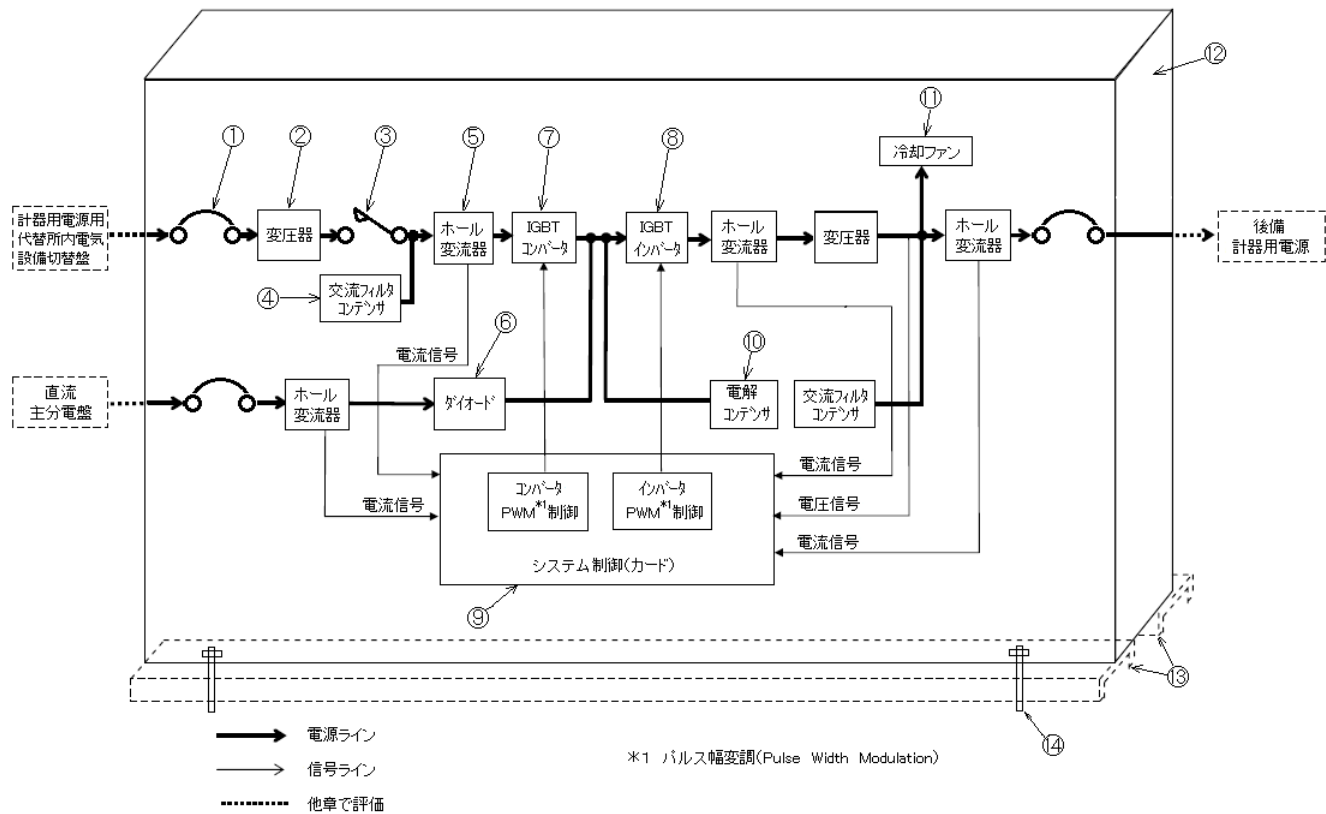 ⑫
⑪
冷却ファン
①
②
③
⑤
⑦
⑧
計器用電源用
代替所内電気
設備切替盤
変圧器
ホール
変流器
IGBT
コンバータ
IGBT
インバータ
ホール
変流器
変圧器
ホール
変流器
後備
計器用電源
④
交流フィルタ
コンデンサ
電流信号
⑥
⑩
直流
主分電盤
ホール
変流器
ダイオード
電解
コンデンサ
交流フィルタ
コンデンサ
電流信号
コンバータ
PWM*1制御
インバータ
PWM*1制御
電流信号
電圧信号
電流信号
システム制御(カード)
⑨
⑬
⑭
電源ライン
信号ライン
他章で評価
*1 パルス幅変調(Pulse Width Modulation)